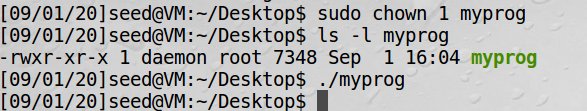 [09/01/20]seed@VM:~/Desktop$ sudo chown 1 myprog
[09/01/20]seed@VM:~/Desktop$ ls -l myprog
-rwxr-xr-x 1 daemon root 7348 Sep  1 16:04 myprog
[09/01/20]seed@VM:~/Desktop$ ./myprog
[09/01/20]seed@VM:~/Desktop$